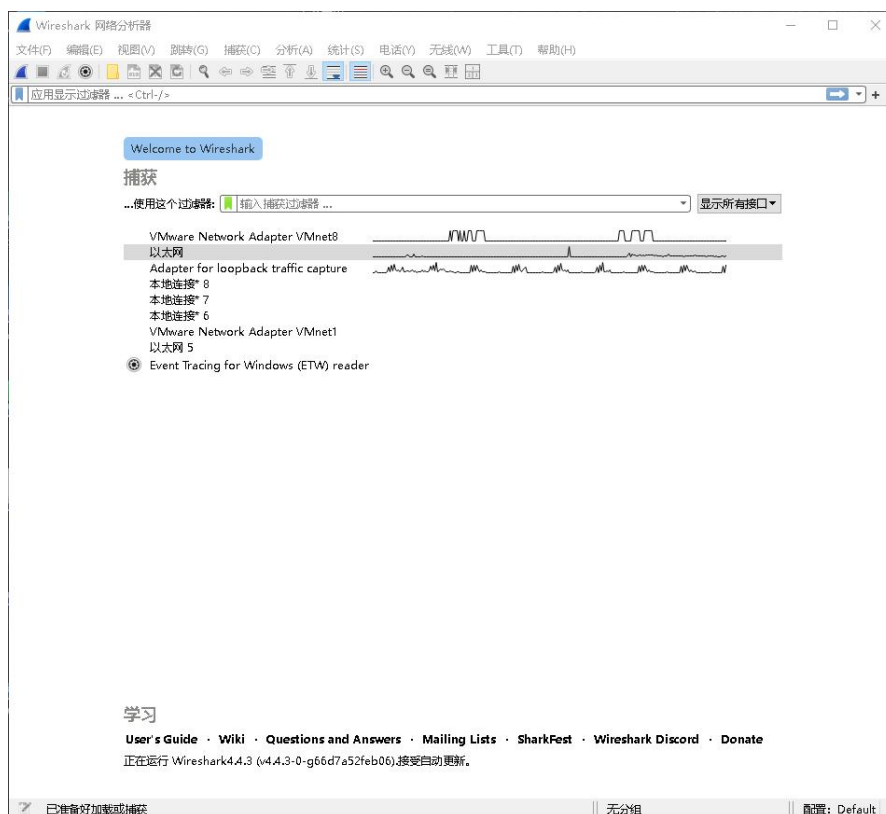 Wireshark 网络分析器
文件(F) 编辑(E) 视图(V) 跳转(G) 捕获(C) 分析(A) 统计(S) 电话(Y) 无线(W) 工具(T) 帮助(H)
应用显示过滤器 ... <Ctrl-/>
Welcome to Wireshark
捕获
...使用这个过滤器: 输入捕获过滤器 ... 显示所有接口
VMware Network Adapter VMnet8
以太网
Adapter for loopback traffic capture
本地连接* 8
本地连接* 7
本地连接* 6
VMware Network Adapter VMnet1
以太网 5
Event Tracing for Windows (ETW) reader
学习
User's Guide · Wiki · Questions and Answers · Mailing Lists · SharkFest · Wireshark Discord · Donate
正在运行 Wireshark4.4.3 (v4.4.3-0-g66d7a52feb06).接受自动更新。
已准备好加载或捕获 无分组 配置: Default